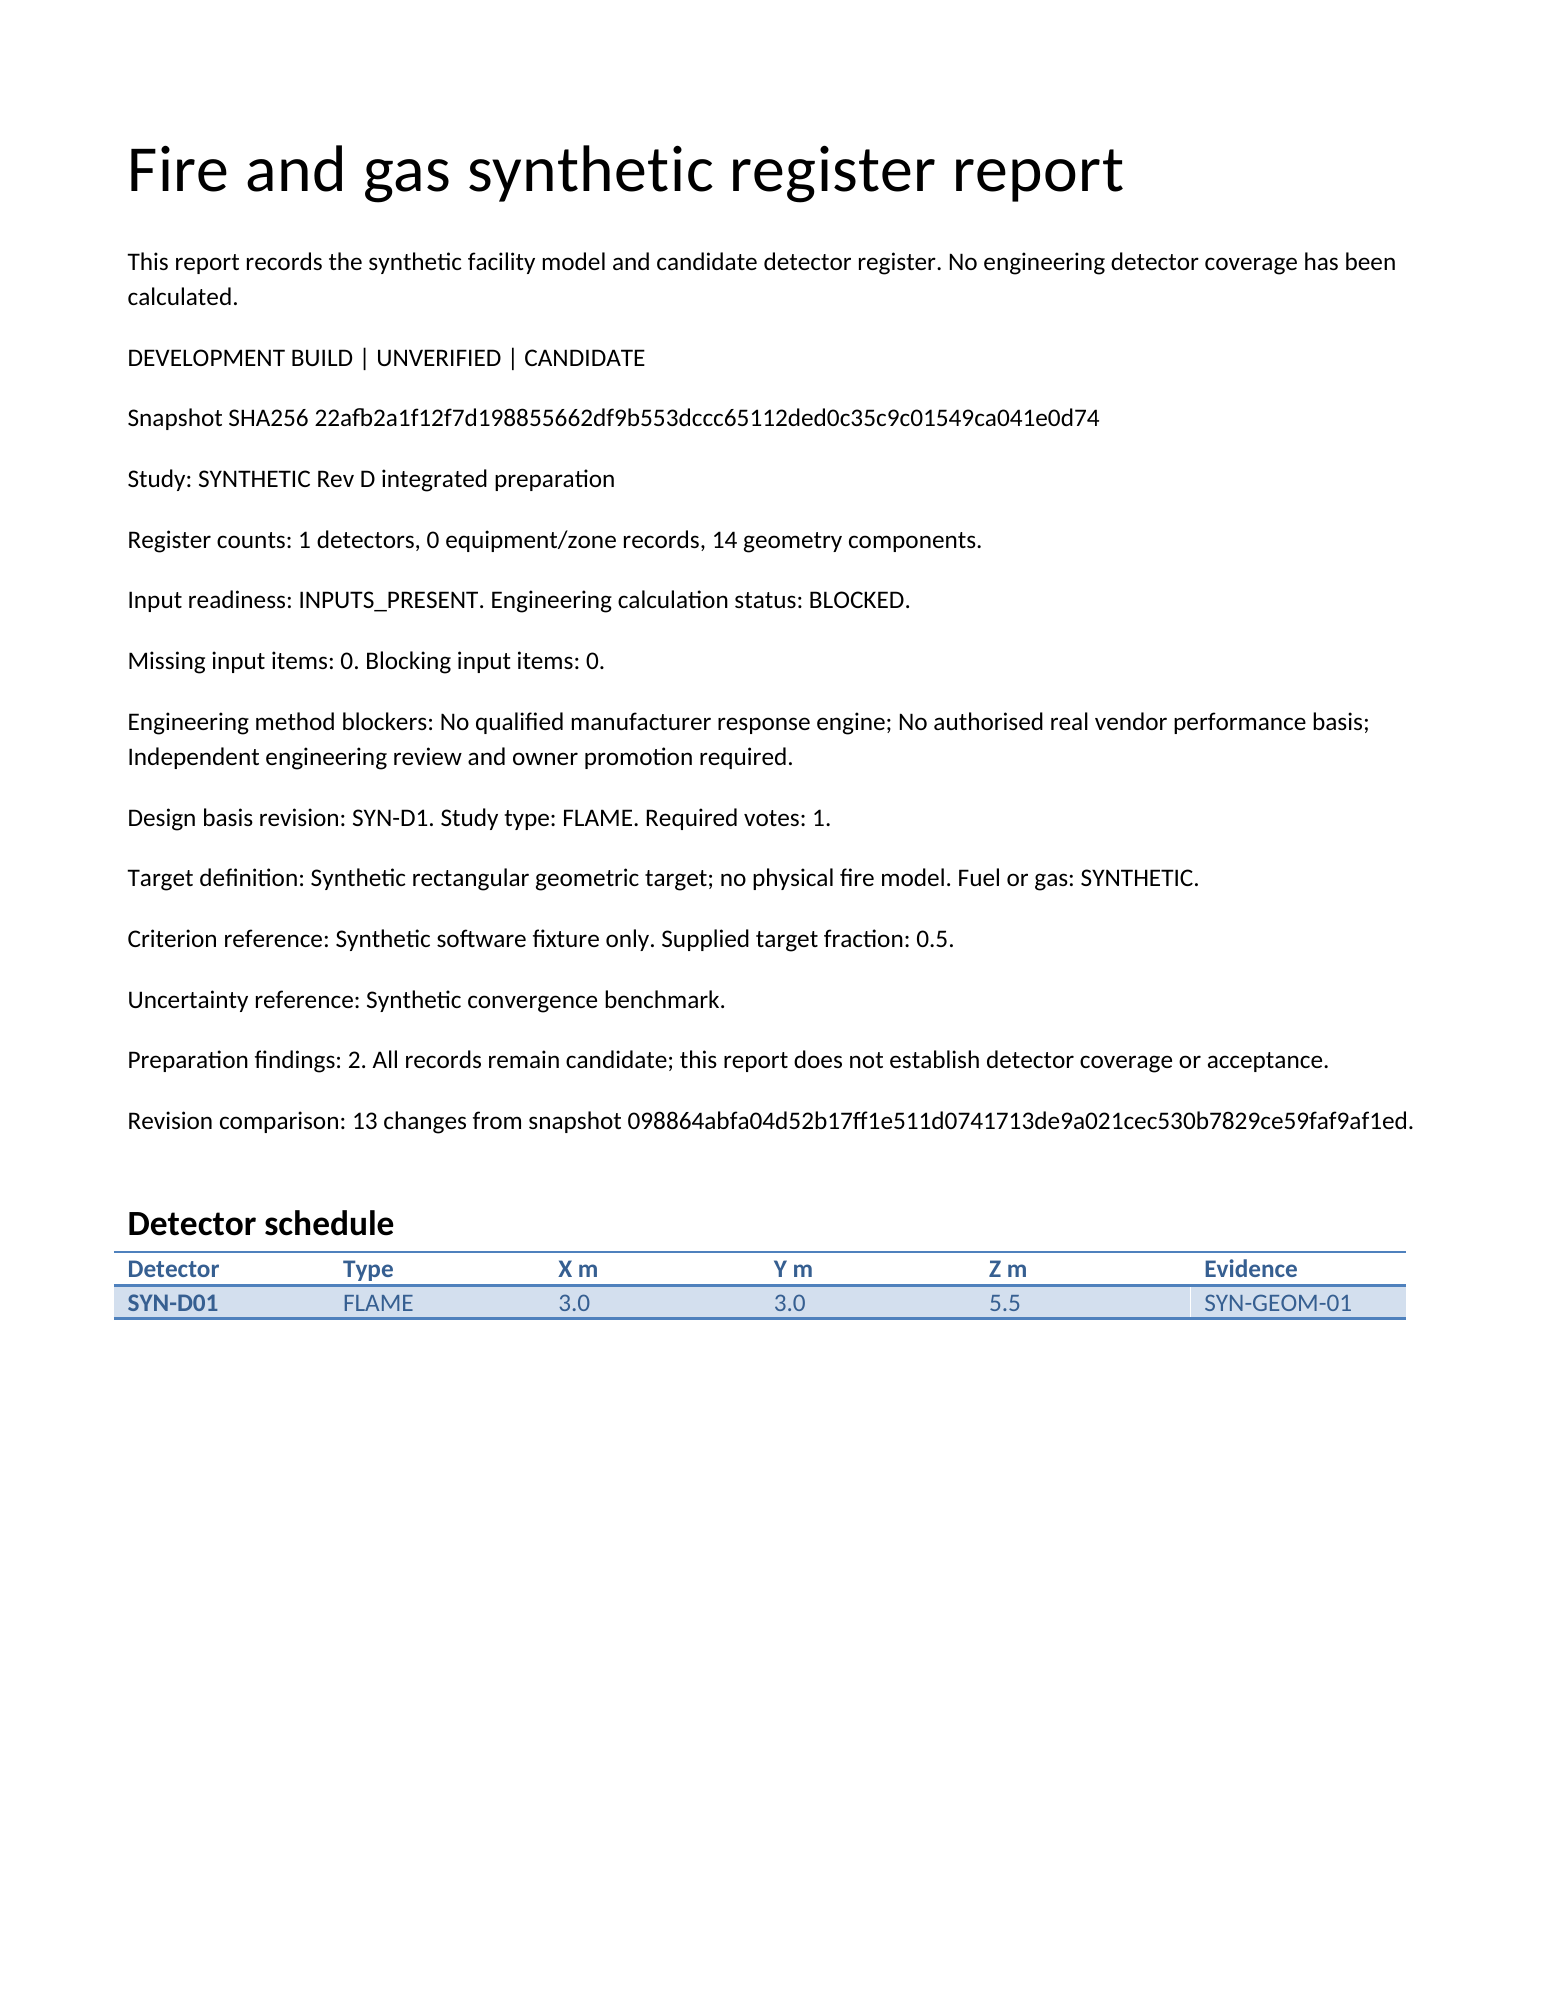 Fire and gas synthetic register report
This report records the synthetic facility model and candidate detector register. No engineering detector coverage has been
calculated.
DEVELOPMENT BUILD | UNVERIFIED | CANDIDATE
Snapshot SHA256 22afb2a1f12f7d198855662df9b553dccc65112ded0c35c9c01549ca041e0d74
Study: SYNTHETIC Rev D integrated preparation
Register counts: 1 detectors, 0 equipment/zone records, 14 geometry components.
Input readiness: INPUTS_PRESENT. Engineering calculation status: BLOCKED.
Missing input items: 0. Blocking input items: 0.
Engineering method blockers: No qualified manufacturer response engine; No authorised real vendor performance basis;
Independent engineering review and owner promotion required.
Design basis revision: SYN-D1. Study type: FLAME. Required votes: 1.
Target definition: Synthetic rectangular geometric target; no physical fire model. Fuel or gas: SYNTHETIC.
Criterion reference: Synthetic software fixture only. Supplied target fraction: 0.5.
Uncertainty reference: Synthetic convergence benchmark.
Preparation findings: 2. All records remain candidate; this report does not establish detector coverage or acceptance.
Revision comparison: 13 changes from snapshot 098864abfa04d52b17ff1e511d0741713de9a021cec530b7829ce59faf9af1ed.
Detector schedule
Detector Type X m Y m Z m Evidence
SYN-D01 FLAME 3.0 3.0 5.5 SYN-GEOM-01